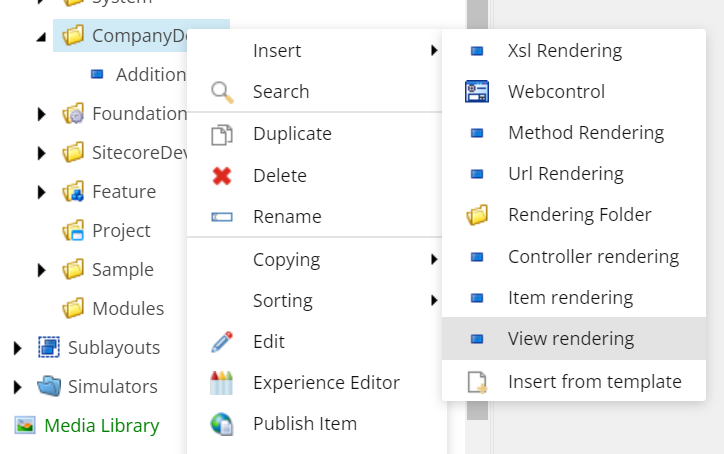 System
CompanyDe
Addition
Foundation
SitecoreDev
Feature
Project
Sample
Modules
Sublayouts
Simulators
Media Library
Insert
Search
Duplicate
Delete
Rename
Copying
Sorting
Edit
Experience Editor
Publish Item
Xsl Rendering
Webcontrol
Method Rendering
Url Rendering
Rendering Folder
Controller rendering
Item rendering
View rendering
Insert from template